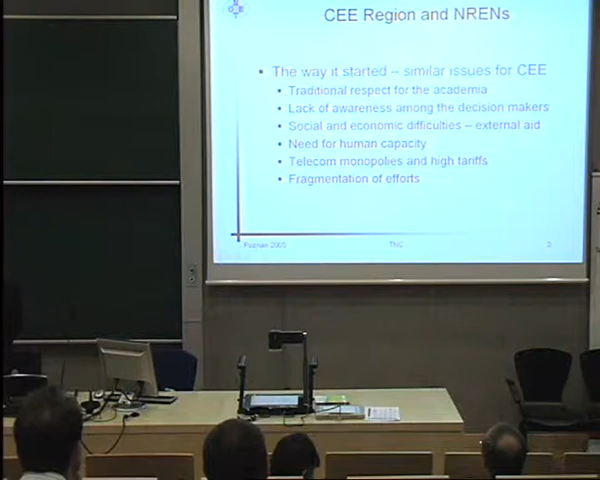 CEE Region and NRENs
• The way it started – similar issues for CEE
• Traditional respect for the academia
• Lack of awareness among the decision makers
• Social and economic difficulties – external aid
• Need for human capacity
• Telecom monopolies and high tariffs
• Fragmentation of efforts
Poznan 2005 TNC 3